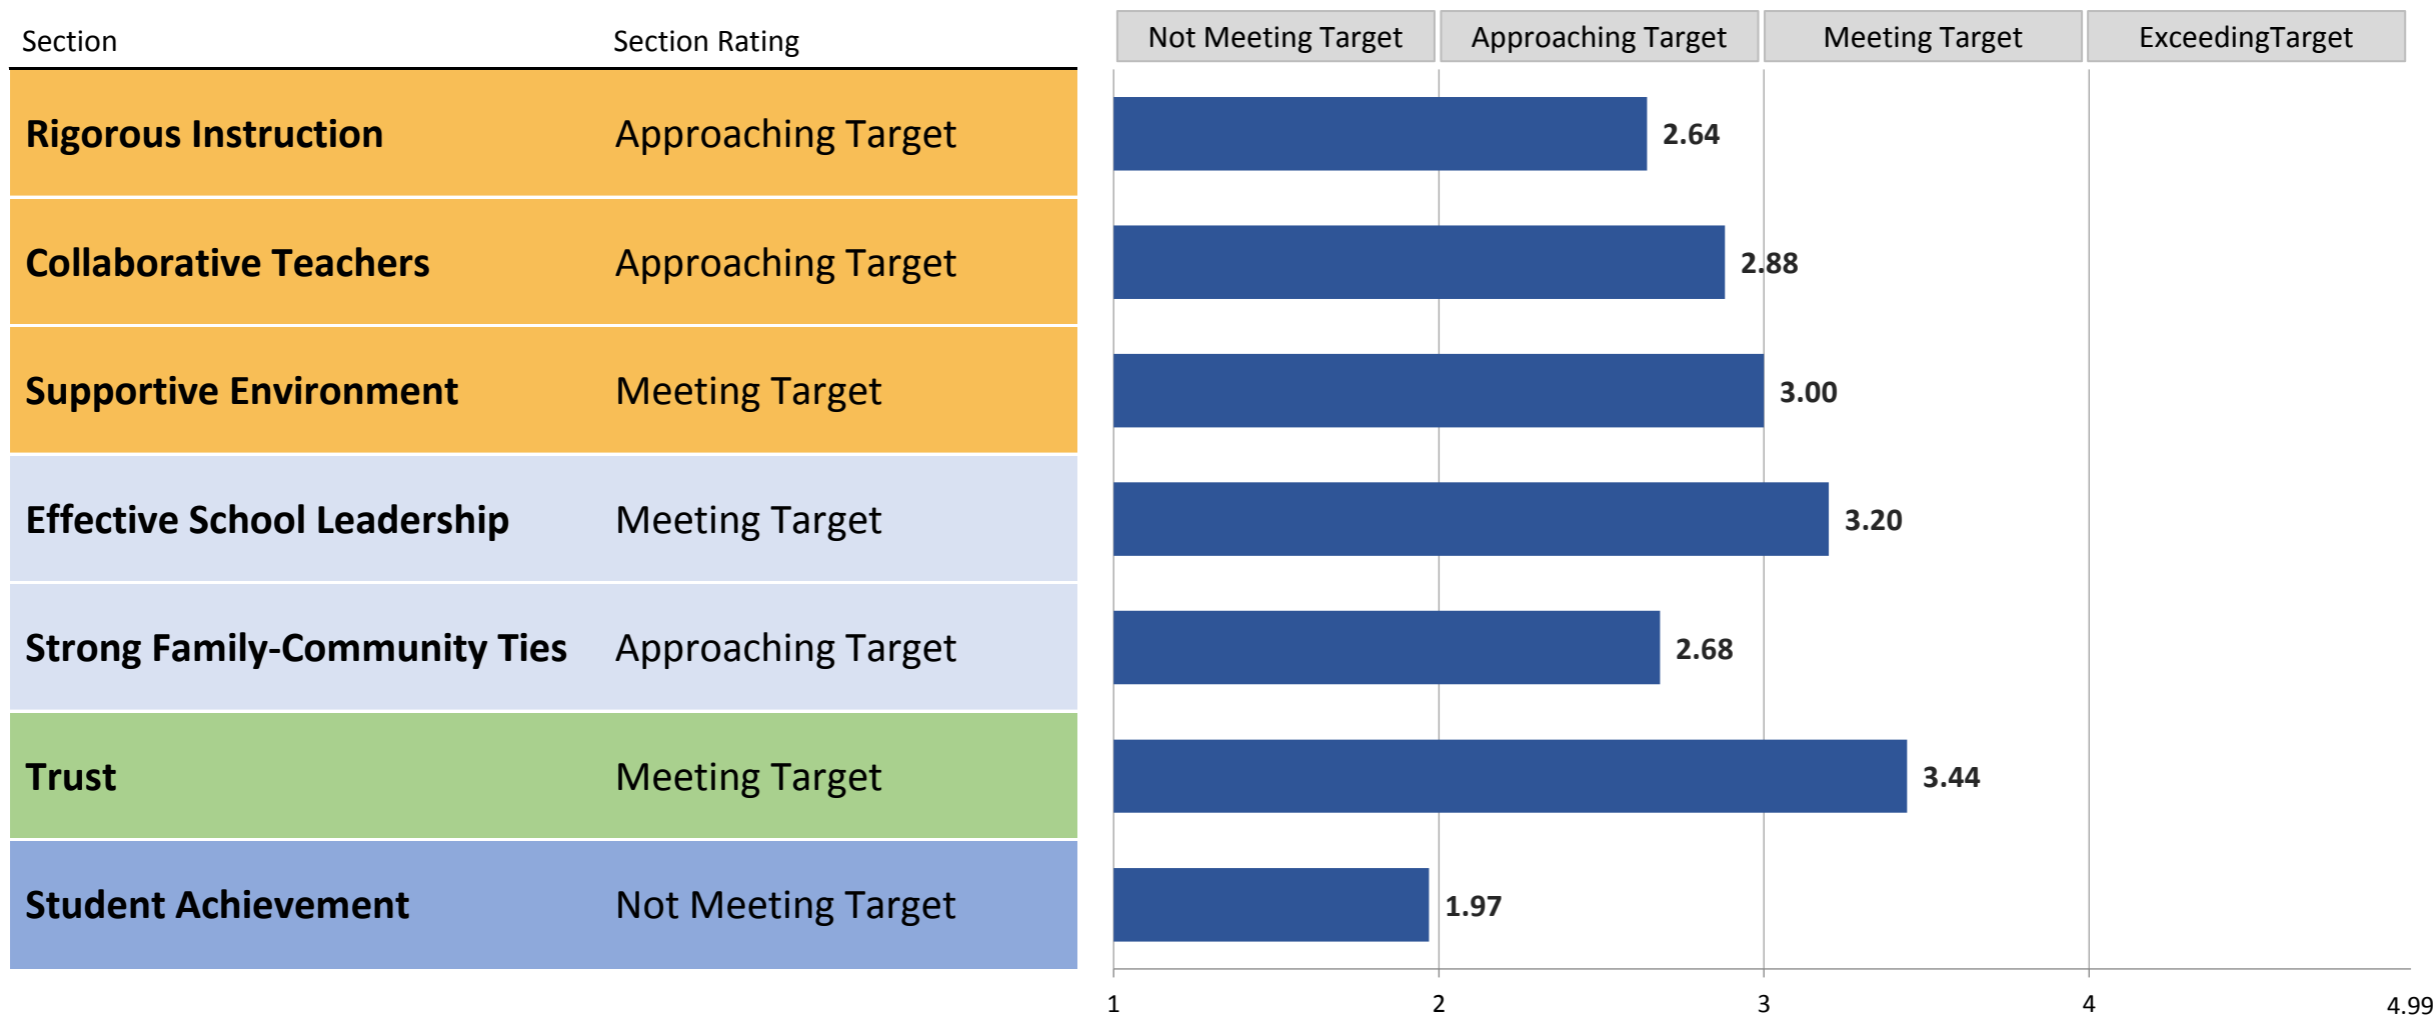 Section Section Rating Not Meeting Target Approaching Target Meeting Target ExceedingTarget
Rigorous Instruction Approaching Target 2.64
Collaborative Teachers Approaching Target 2.88
Supportive Environment Meeting Target 3.00
Effective School Leadership Meeting Target 3.20
Strong Family-Community Ties Approaching Target 2.68
Trust Meeting Target 3.44
Student Achievement Not Meeting Target 1.97
1 2 3 4 4.99